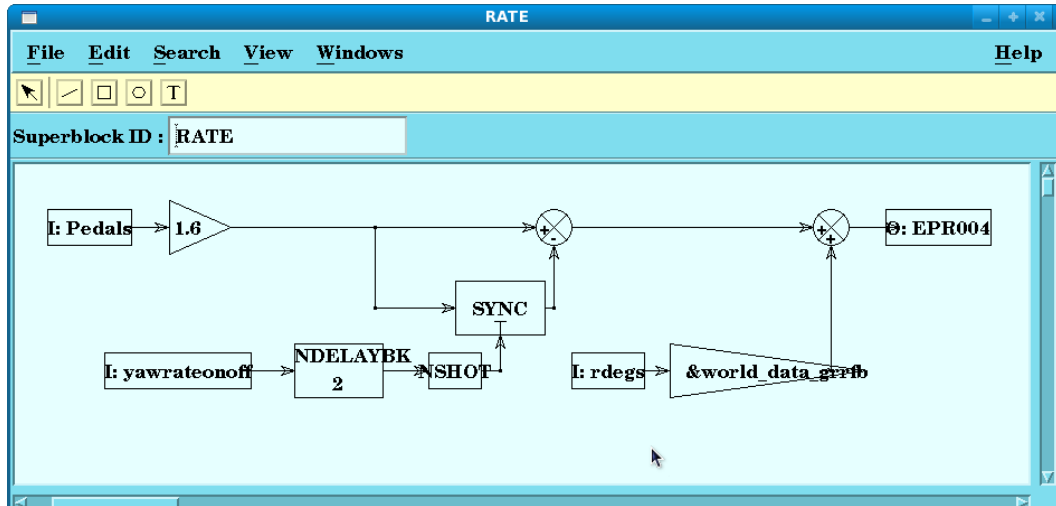 RATE
File Edit Search View Windows Help
T
Superblock ID : RATE
I: Pedals 1.6 + - + + O: EPR004
SYNC
T
I: yawrateonoff NDELAYBK NSHOT I: rdegs &world_data_grrfb
2